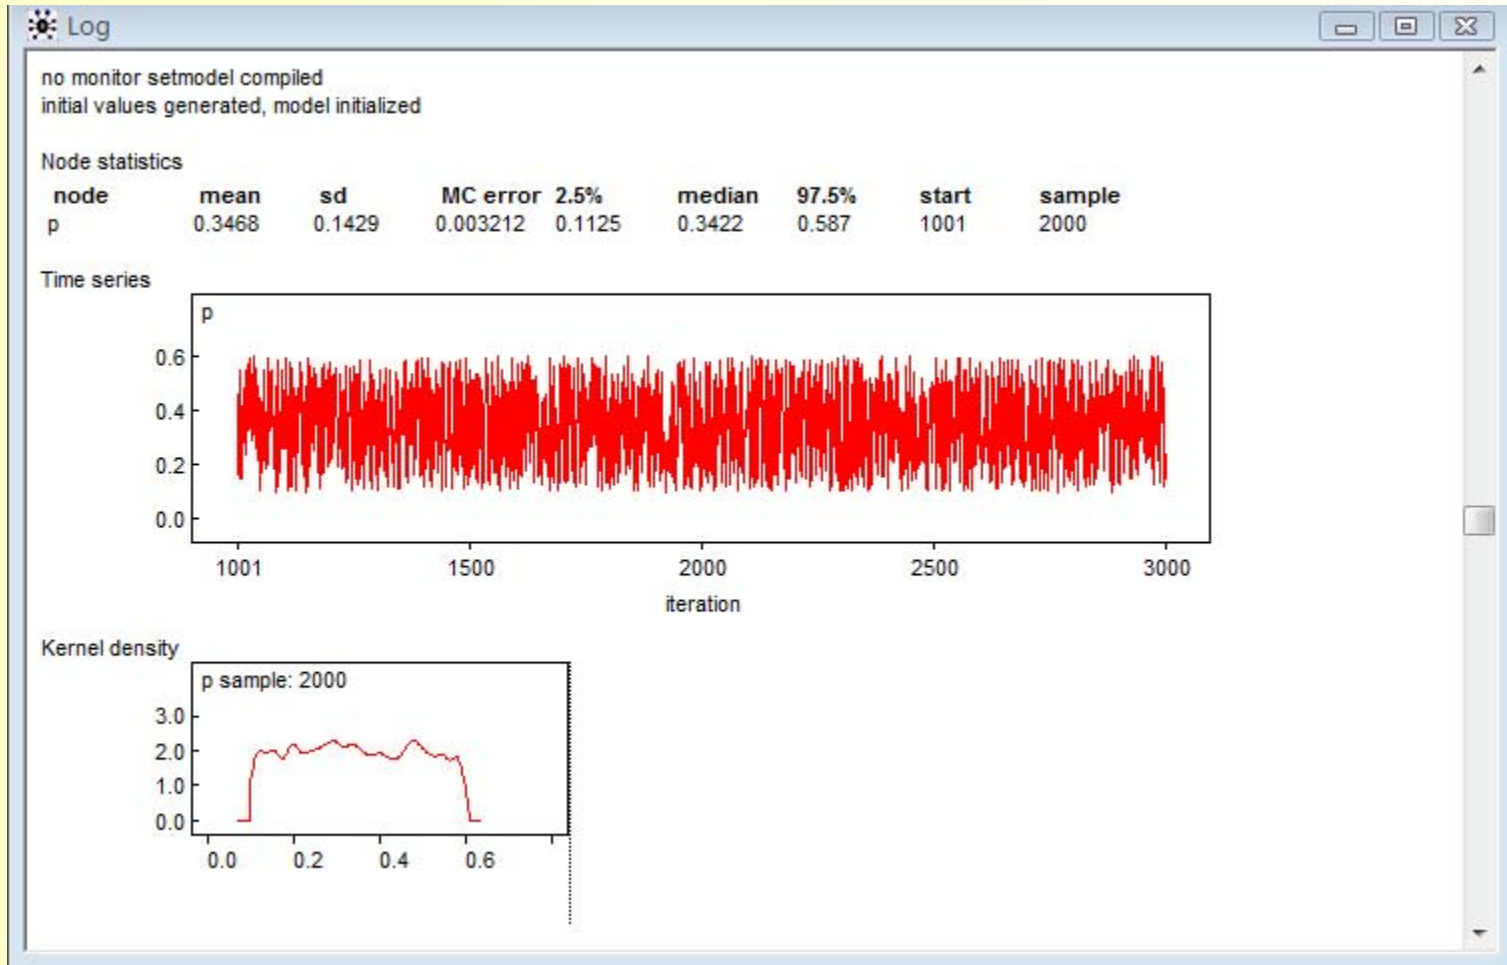 Log
no monitor setmodel compiled
initial values generated, model initialized
Node statistics
node mean sd MC error 2.5% median 97.5% start sample
p 0.3468 0.1429 0.003212 0.1125 0.3422 0.587 1001 2000
Time series
p
0.6
0.4
0.2
0.0
1001 1500 2000 2500 3000
iteration
Kernel density
p sample: 2000
3.0
2.0
1.0
0.0
0.0 0.2 0.4 0.6